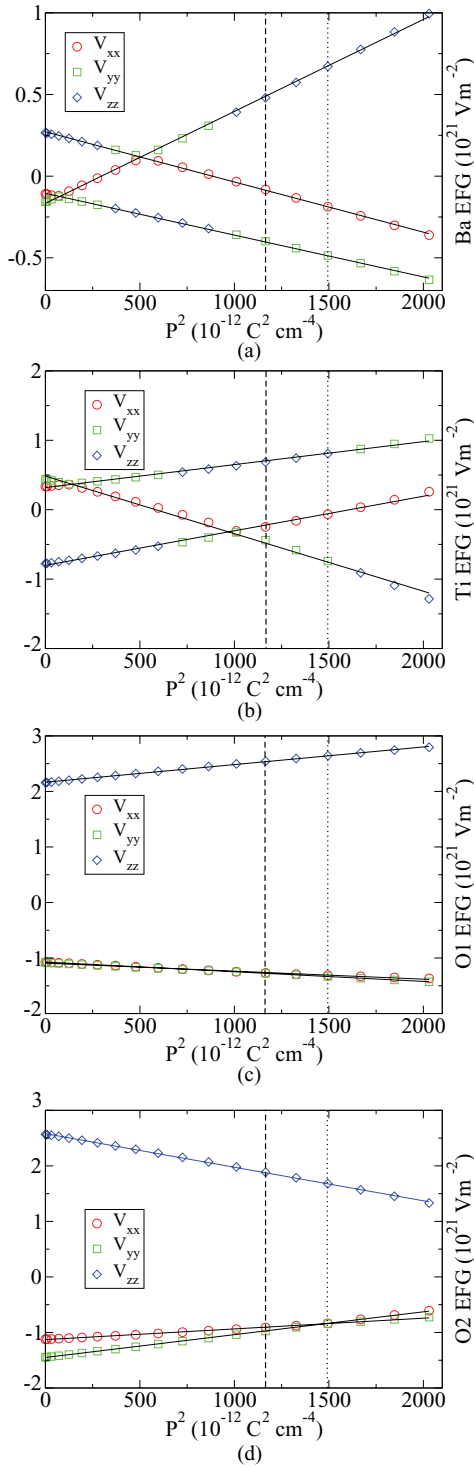 1
0.5
0
-0.5
Ba EFG (10²¹ Vm⁻²)
V_xx
V_yy
V_zz
0 500 1000 1500 2000
P² (10⁻¹² C² cm⁻⁴)
(a)
2
1
0
-1
-2
Ti EFG (10²¹ Vm⁻²)
V_xx
V_yy
V_zz
0 500 1000 1500 2000
P² (10⁻¹² C² cm⁻⁴)
(b)
3
2
-0
-1
-2
O1 EFG (10²¹ Vm⁻²)
V_xx
V_yy
V_zz
0 500 1000 1500 2000
P² (10⁻¹² C² cm⁻⁴)
(c)
3
2
-0
-1
-2
O2 EFG (10²¹ Vm⁻²)
V_xx
V_yy
V_zz
0 500 1000 1500 2000
P² (10⁻¹² C² cm⁻⁴)
(d)